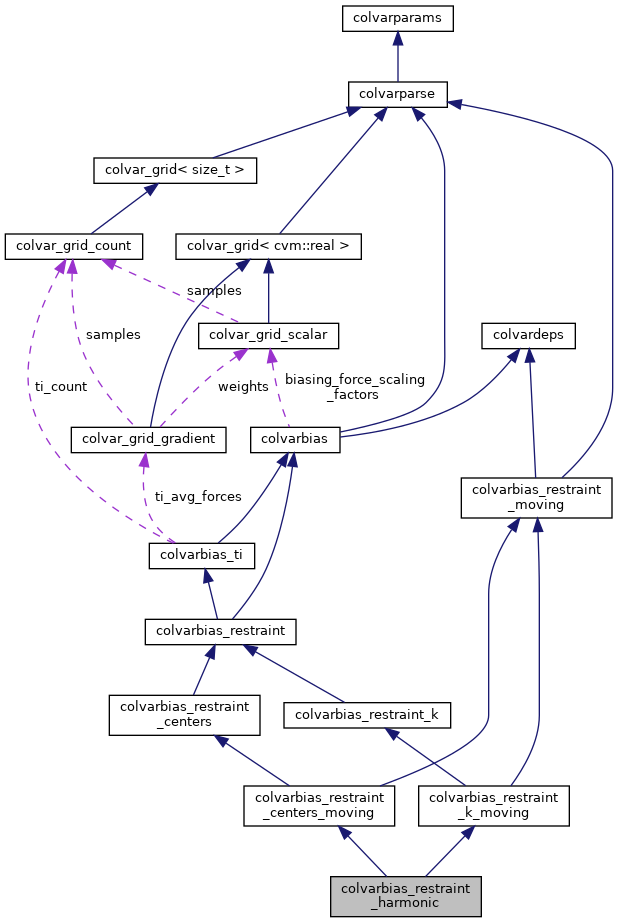 colvarparams
colvarparse
colvar_grid< size_t >
colvar_grid_count
colvar_grid< cvm::real >
samples
samples
colvar_grid_scalar
colvardeps
ti_count
weights
biasing_force_scaling
_factors
colvar_grid_gradient
colvarbias
colvarbias_restraint
_moving
ti_avg_forces
colvarbias_ti
colvarbias_restraint
colvarbias_restraint
_centers
colvarbias_restraint_k
colvarbias_restraint
_centers_moving
colvarbias_restraint
_k_moving
colvarbias_restraint
_harmonic